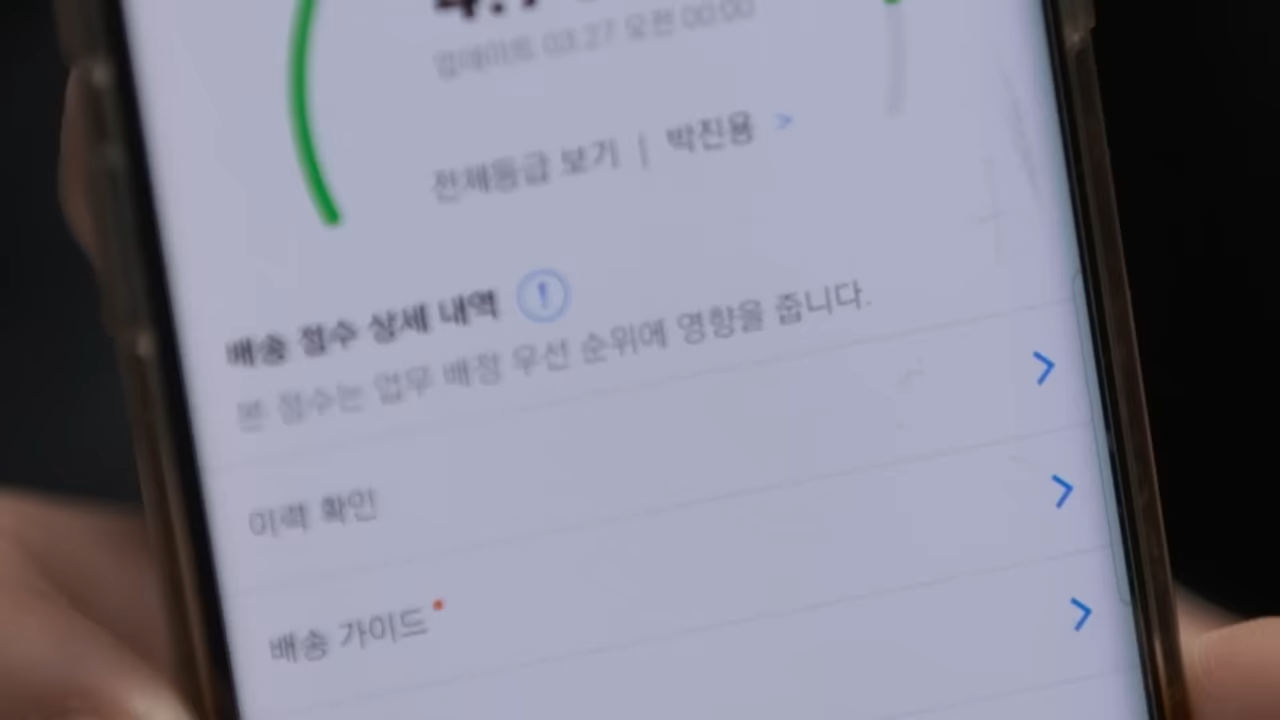 업데이트 03.27 오전 00:00
전체등급 보기 | 박진용 >
배송 점수 상세 내역 !
본 점수는 업무 배정 우선 순위에 영향을 줍니다.
이력 확인
배송 가이드